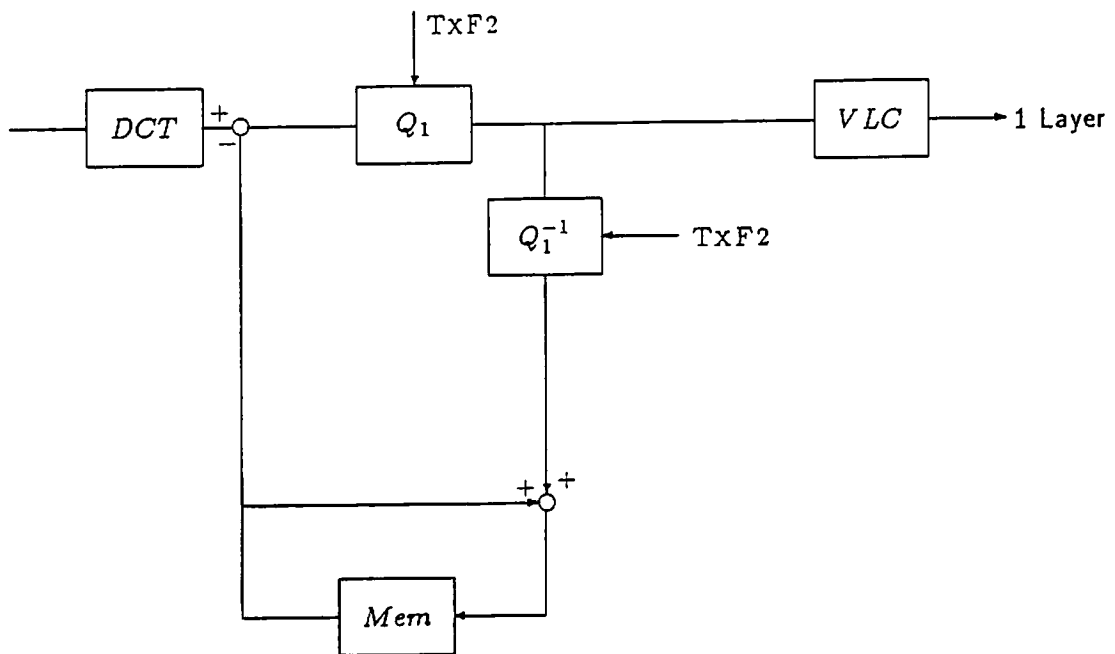 TxF2
DCT
+
−
Q₁
VLC
1 Layer
Q₁⁻¹
TxF2
+
+
Mem